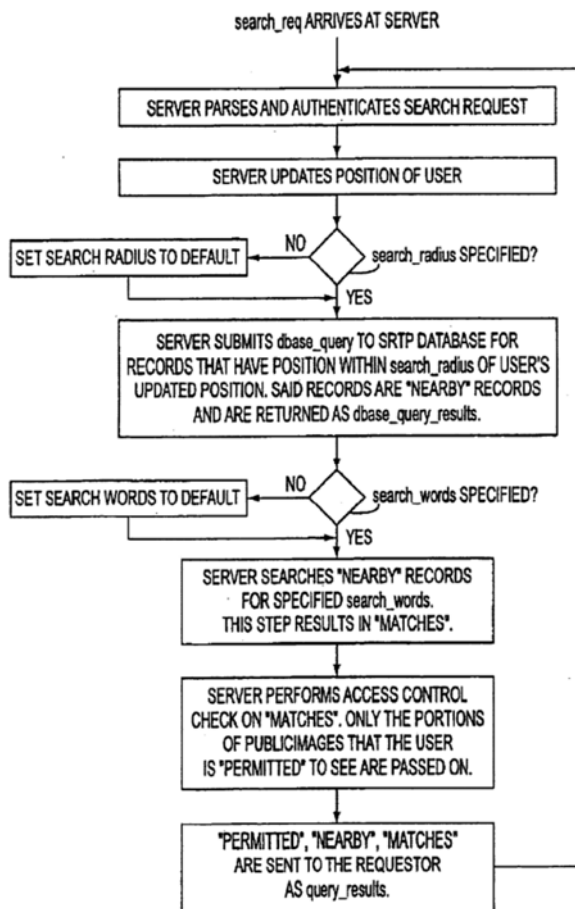 search_req ARRIVES AT SERVER
SERVER PARSES AND AUTHENTICATES SEARCH REQUEST
SERVER UPDATES POSITION OF USER
NO
SET SEARCH RADIUS TO DEFAULT
search_radius SPECIFIED?
YES
SERVER SUBMITS dbase_query TO SRTP DATABASE FOR
RECORDS THAT HAVE POSITION WITHIN search_radius OF USER'S
UPDATED POSITION. SAID RECORDS ARE "NEARBY" RECORDS
AND ARE RETURNED AS dbase_query_results.
NO
SET SEARCH WORDS TO DEFAULT
search_words SPECIFIED?
YES
SERVER SEARCHES "NEARBY" RECORDS
FOR SPECIFIED search_words.
THIS STEP RESULTS IN "MATCHES".
SERVER PERFORMS ACCESS CONTROL
CHECK ON "MATCHES". ONLY THE PORTIONS
OF PUBLICIMAGES THAT THE USER
IS "PERMITTED" TO SEE ARE PASSED ON.
"PERMITTED", "NEARBY", "MATCHES"
ARE SENT TO THE REQUESTOR
AS query_results.